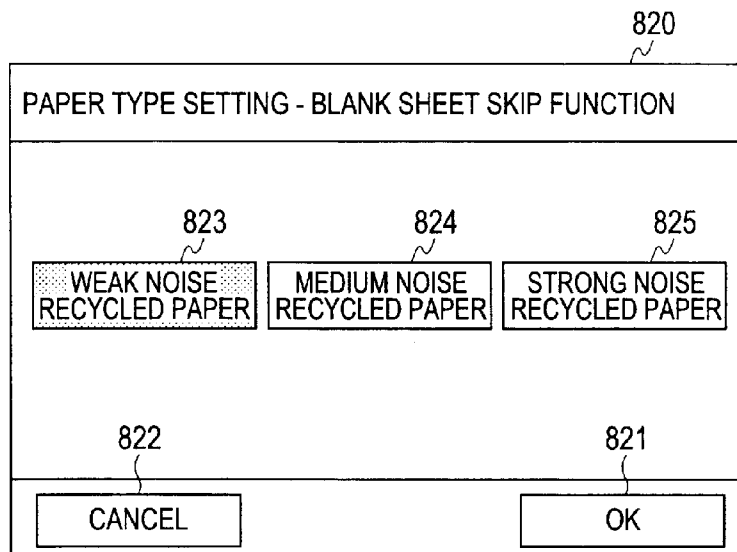 820
PAPER TYPE SETTING - BLANK SHEET SKIP FUNCTION
823
824
825
WEAK NOISE
RECYCLED PAPER
MEDIUM NOISE
RECYCLED PAPER
STRONG NOISE
RECYCLED PAPER
822
821
CANCEL
OK